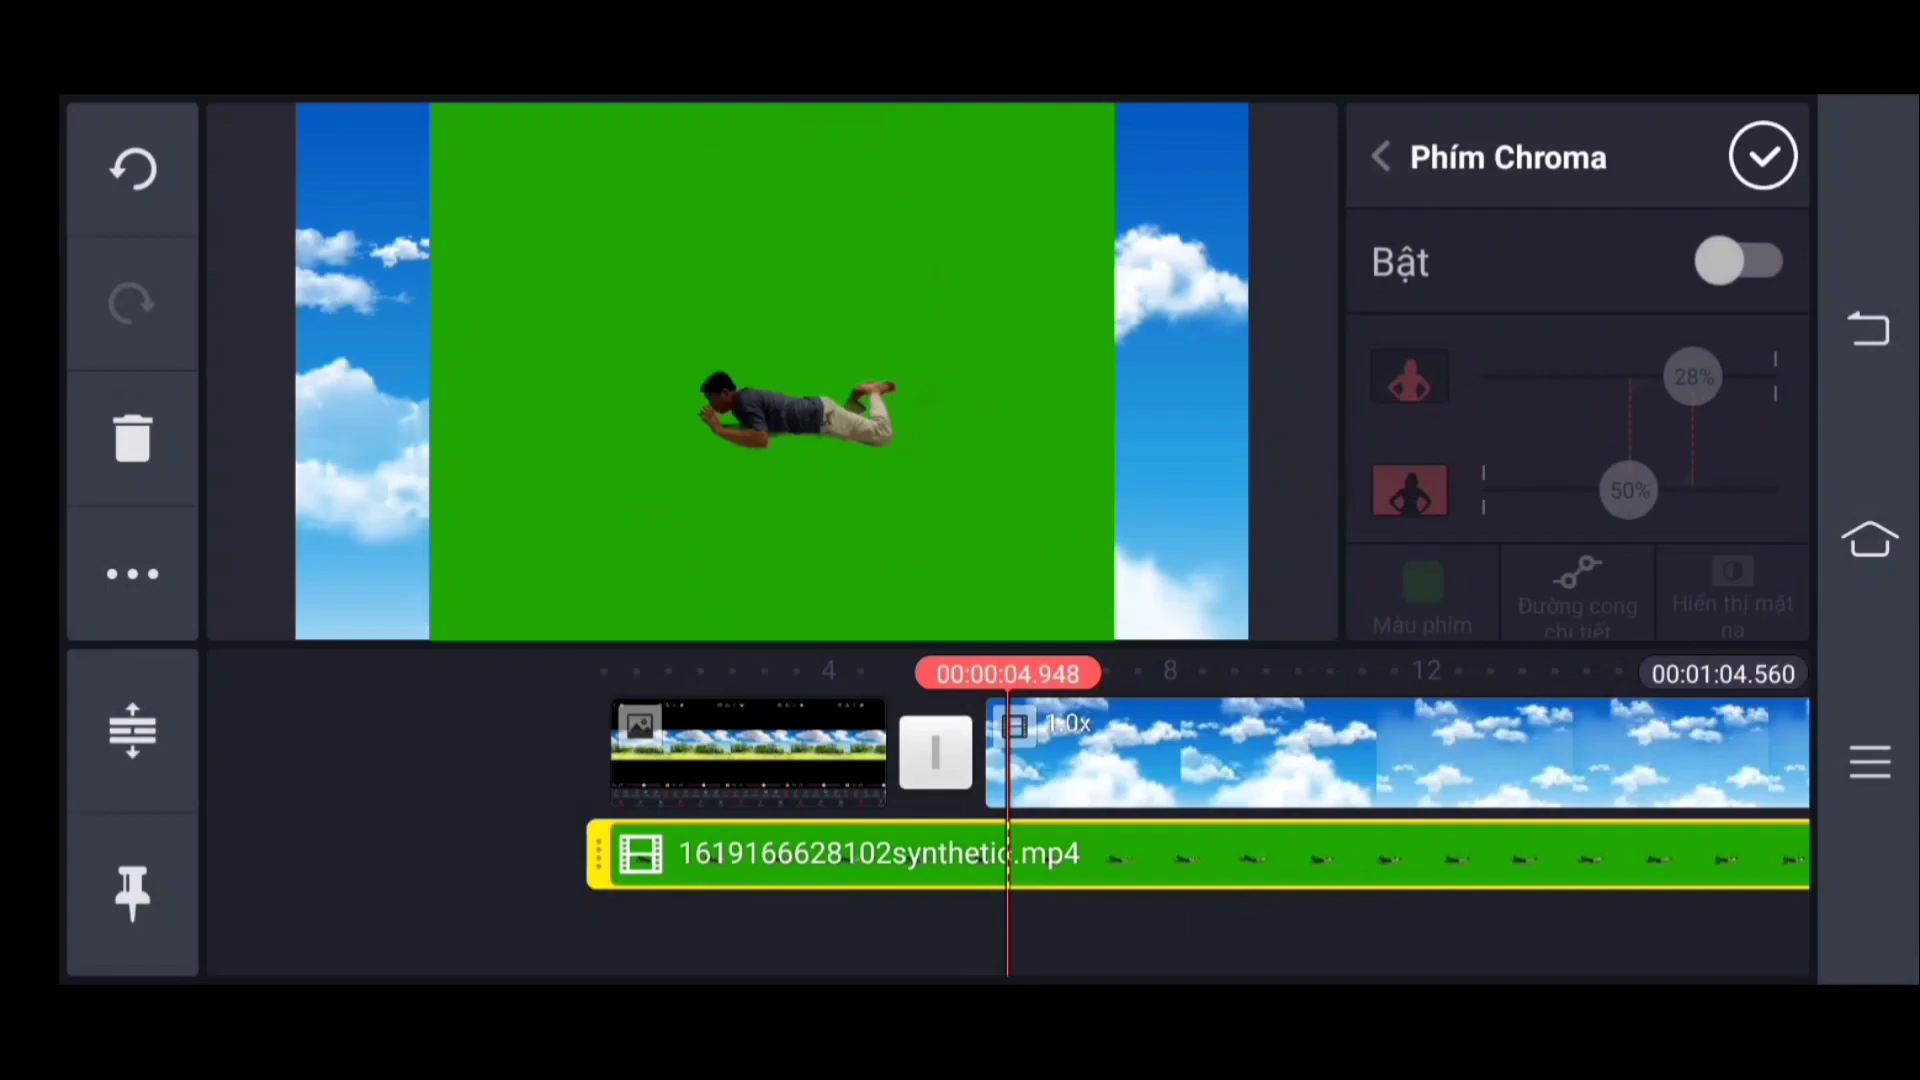 Phím Chroma
Bật
28%
50%
Màu phím
Đường cong
chi tiết
Hiển thị mặt
nạ
4
00:00:04.948
8
12
00:01:04.560
1.0x
1619166628102synthetic.mp4